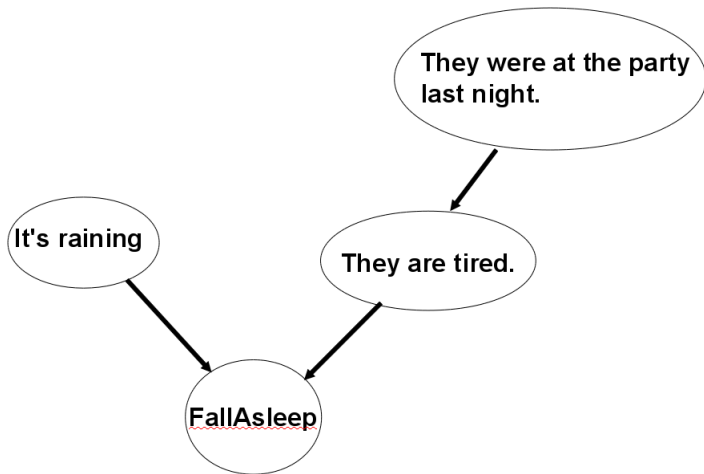 They were at the party
last night.
It's raining
They are tired.
FallAsleep